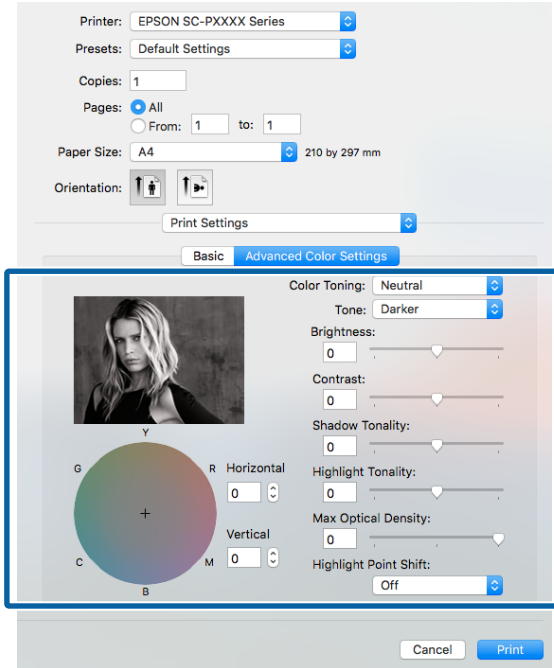 Printer: EPSON SC-PXXXX Series
Presets: Default Settings
Copies: 1
Pages: All
From: 1 to: 1
Paper Size: A4 210 by 297 mm
Orientation:
Print Settings
Basic Advanced Color Settings
Color Toning: Neutral
Tone: Darker
Brightness:
0
Contrast:
0
Shadow Tonality:
0
Highlight Tonality:
0
Max Optical Density:
0
Highlight Point Shift:
Off
Y
G R
C M
B
Horizontal
0
Vertical
0
Cancel Print